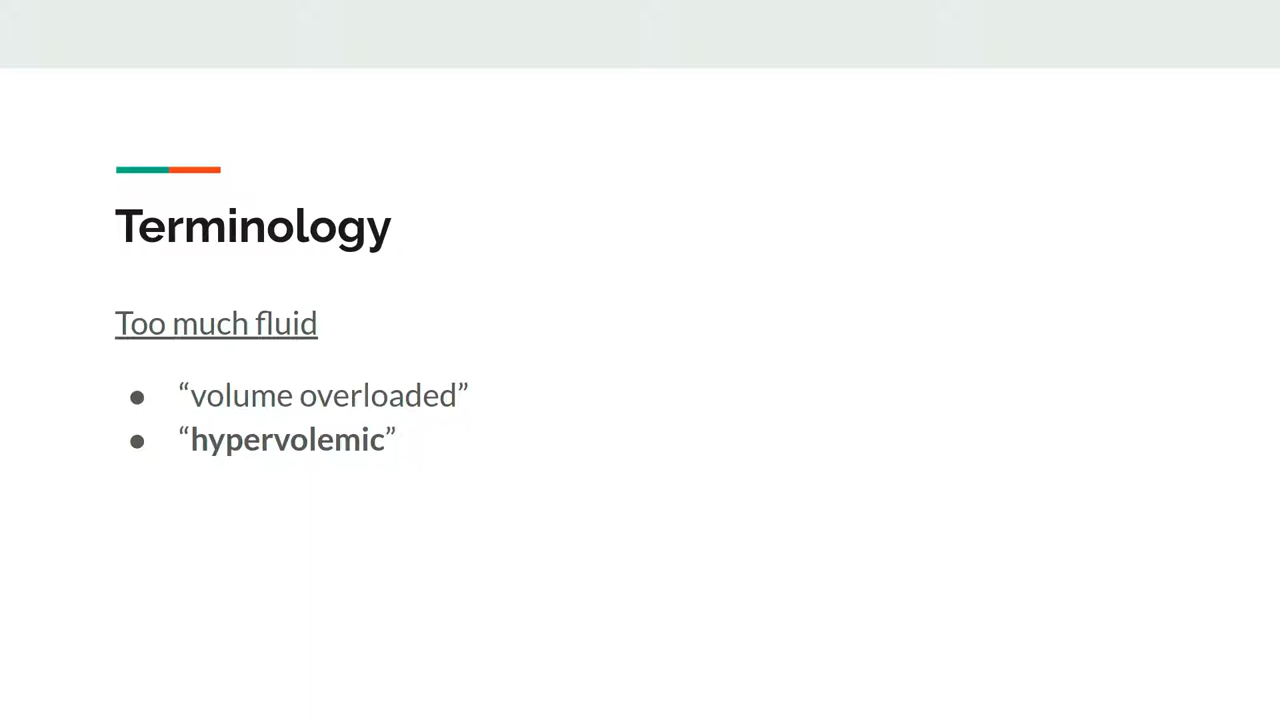 Terminology
Too much fluid
● “volume overloaded”
● “hypervolemic”